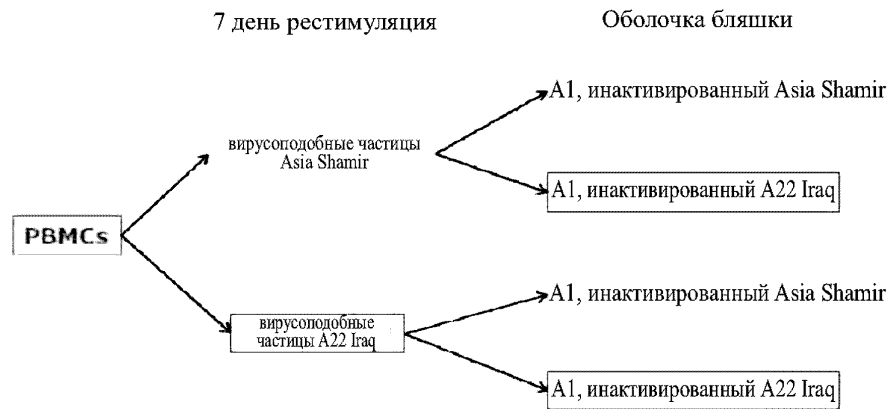 7 день рестимуляция
Оболочка бляшки
A1, инактивированный Asia Shamir
вирусоподобные частицы
Asia Shamir
A1, инактивированный A22 Iraq
PBMCs
A1, инактивированный Asia Shamir
вирусоподобные
частицы A22 Iraq
A1, инактивированный A22 Iraq